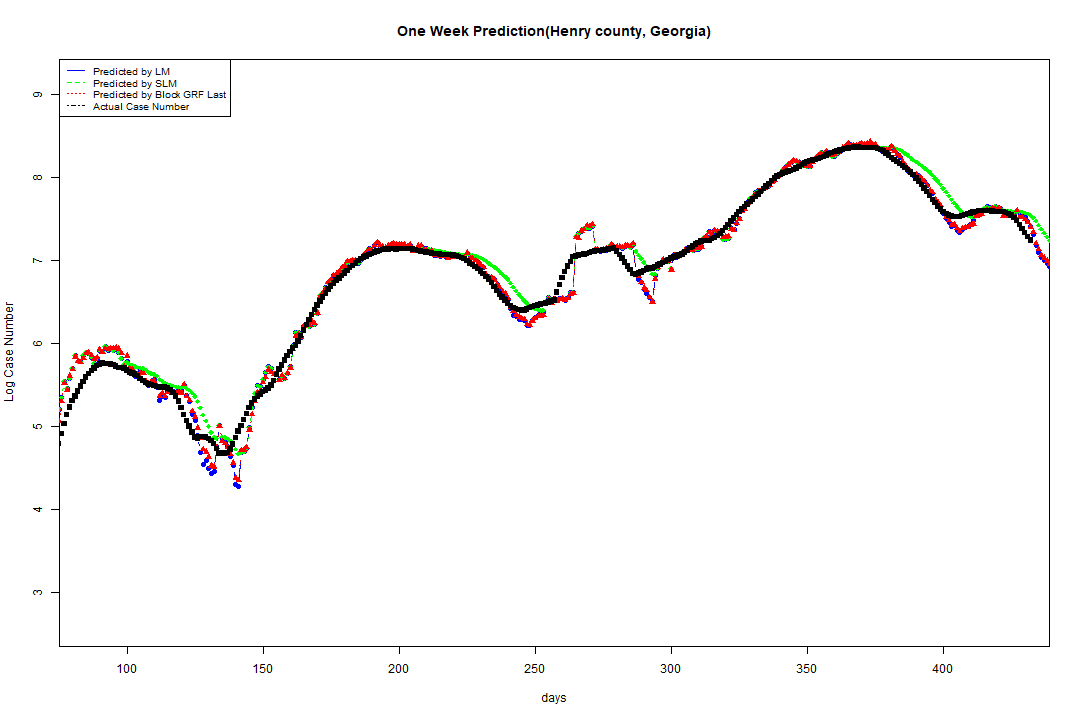 One Week Prediction(Henry county, Georgia)
Predicted by LM
Predicted by SLM
Predicted by Block GRF Last
Actual Case Number
9
8
7
6
5
4
3
Log Case Number
100 150 200 250 300 350 400
days